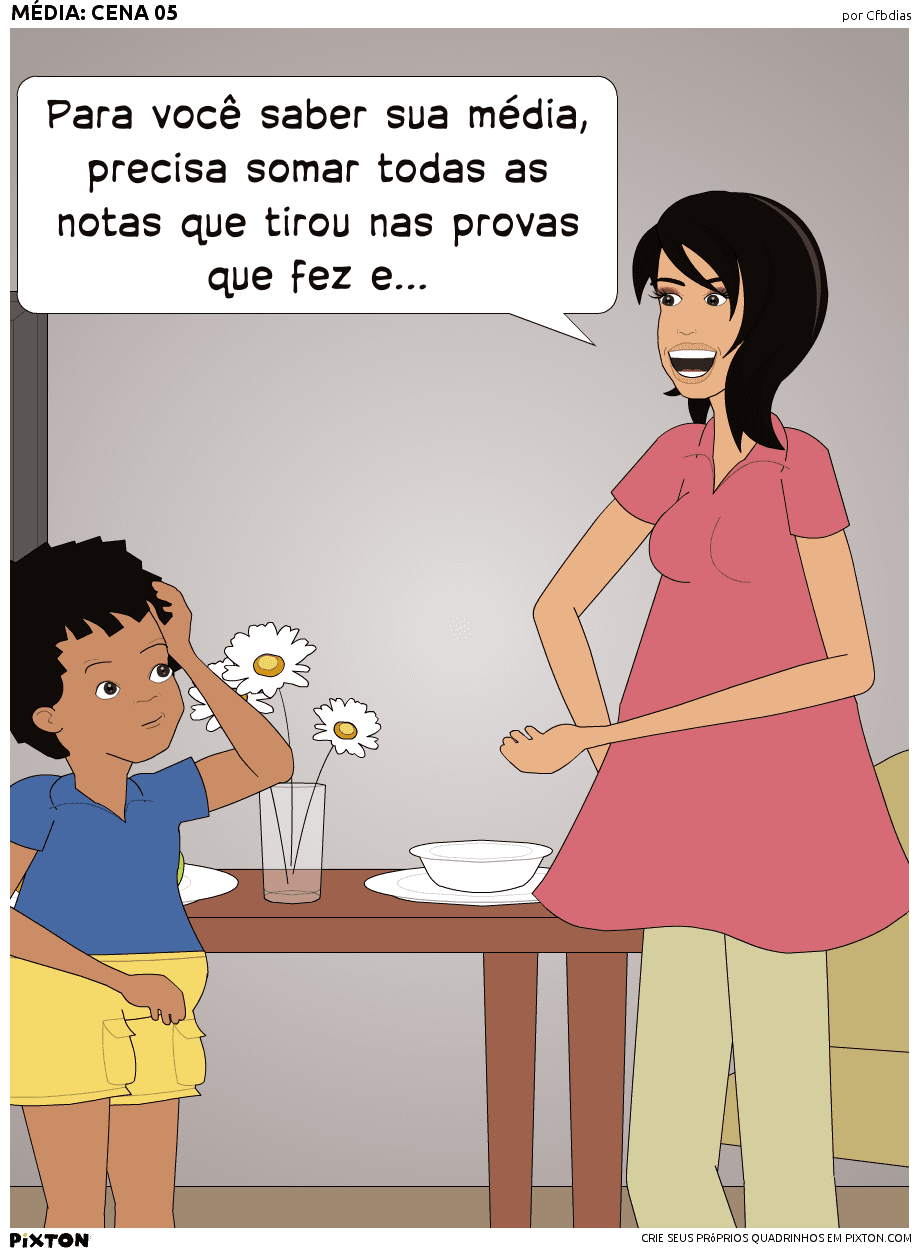 MÉDIA: CENA 05
por Cfbdias
Para você saber sua média,
precisa somar todas as
notas que tirou nas provas
que fez e...
PiXTON
CRIE SEUS PRÓPRIOS QUADRINHOS EM PIXTON.COM